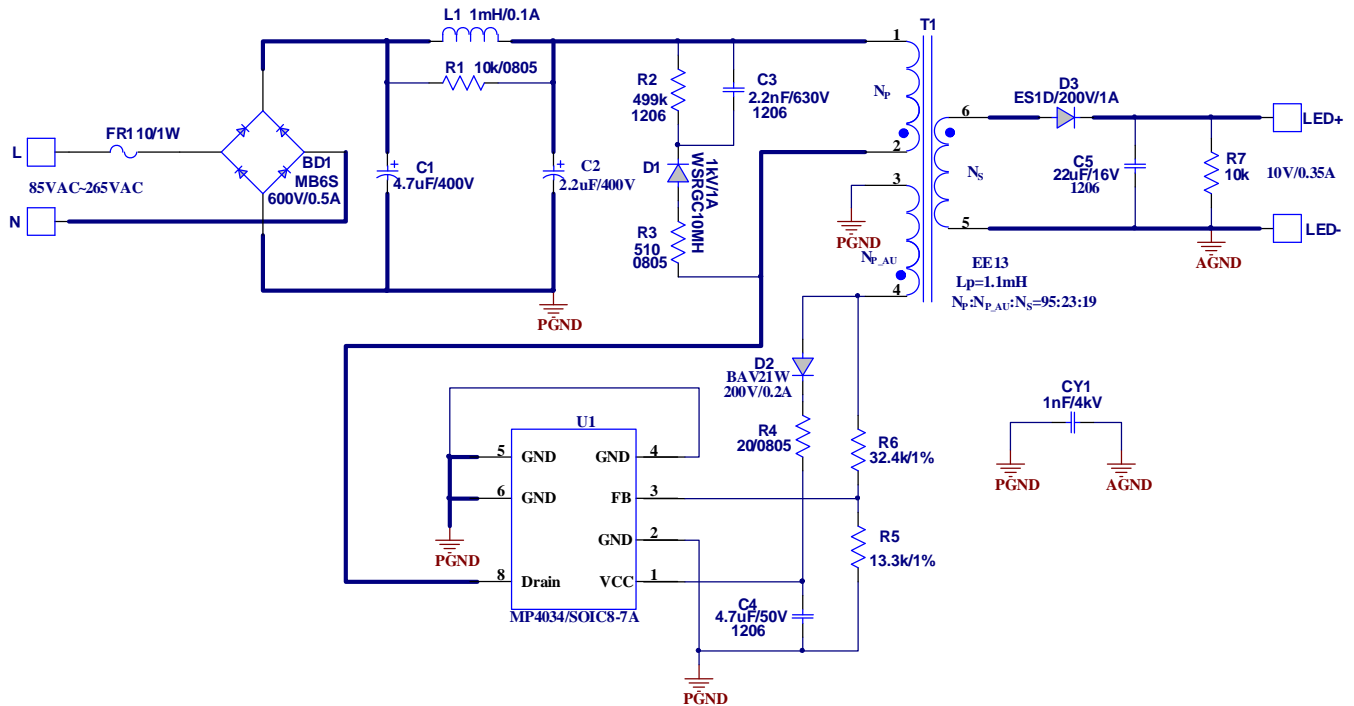 L1 1mH/0.1A
R1 10k/0805
FR110/1W
L
85VAC~265VAC
N
BD1
MB6S
600V/0.5A
C1
4.7uF/400V
C2
2.2uF/400V
PGND
R2
499k
1206
C3
2.2nF/630V
1206
D1
1kV/1A
WSRGC10MH
R3
510
0805
T1
1
NP
2
3
PGND
NP_AU
4
6
NS
5
EE13
Lp=1.1mH
NP:NP_AU:NS=95:23:19
D3
ES1D/200V/1A
C5
22uF/16V
1206
R7
10k
LED+
10V/0.35A
LED-
AGND
D2
BAV21W
200V/0.2A
R4
20/0805
R6
32.4k/1%
R5
13.3k/1%
C4
4.7uF/50V
1206
PGND
U1
5 GND GND 4
6 GND FB 3
GND 2
8 Drain VCC 1
MP4034/SOIC8-7A
PGND
CY1
1nF/4kV
PGND
AGND